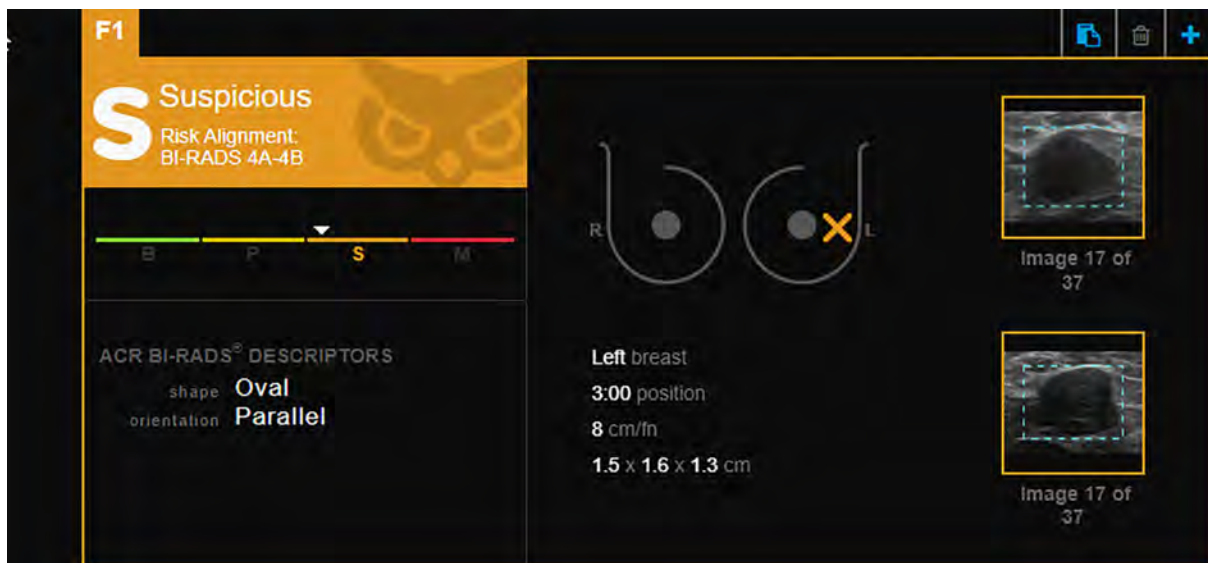 F1
S
Suspicious
Risk Alignment:
BI-RADS 4A-4B
B P S M
ACR BI-RADS® DESCRIPTORS
shape Oval
orientation Parallel
R L
Left breast
3:00 position
8 cm/fn
1.5 x 1.6 x 1.3 cm
Image 17 of
37
Image 17 of
37